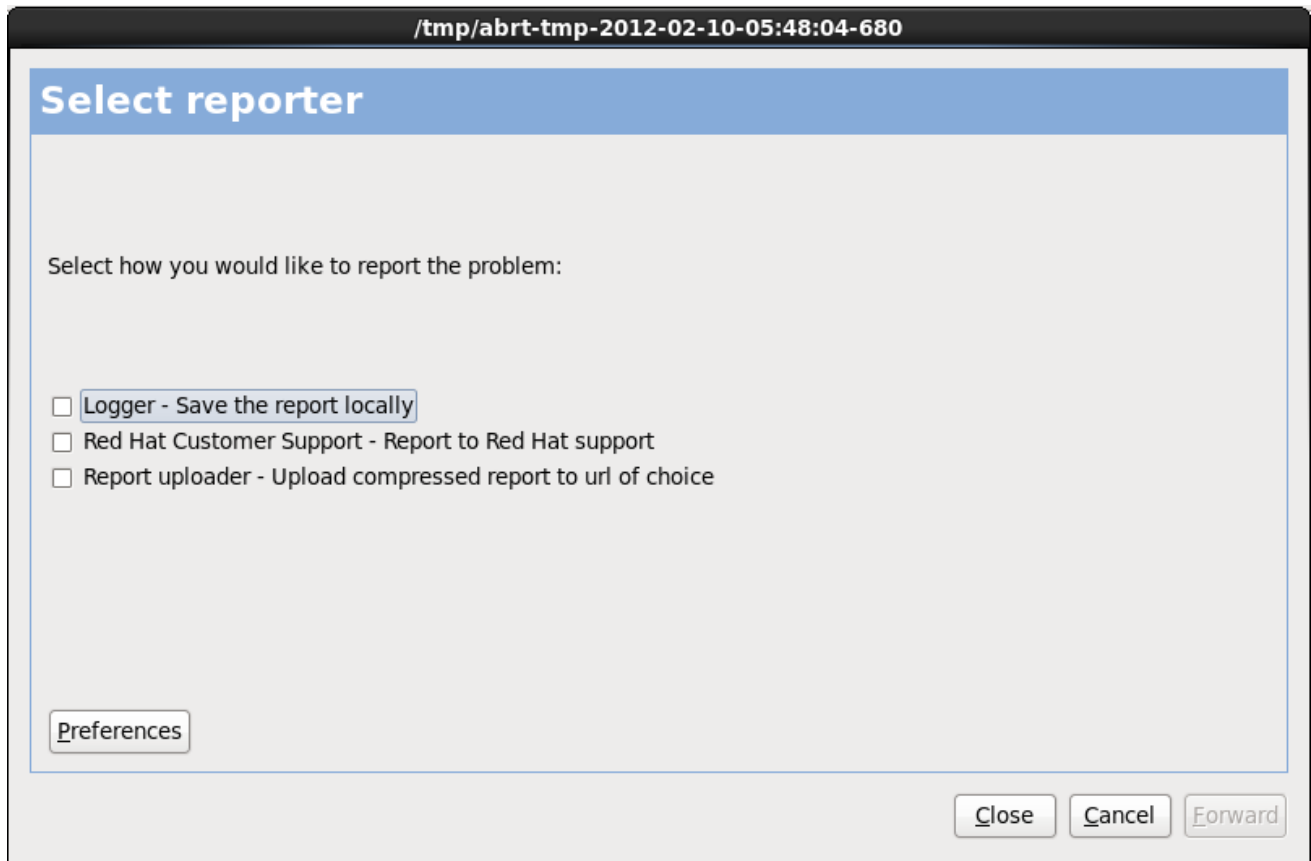 /tmp/abrt-tmp-2012-02-10-05:48:04-680
Select reporter
Select how you would like to report the problem:
Logger - Save the report locally
Red Hat Customer Support - Report to Red Hat support
Report uploader - Upload compressed report to url of choice
Preferences
Close Cancel Forward